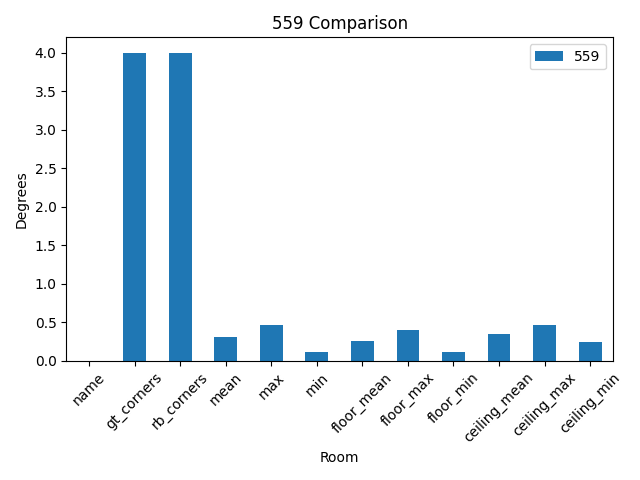 559 Comparison
559
Degrees
4.0
3.5
3.0
2.5
2.0
1.5
1.0
0.5
0.0
name
gt_corners
rb_corners
mean
max
min
floor_mean
floor_max
floor_min
ceiling_mean
ceiling_max
ceiling_min
Room